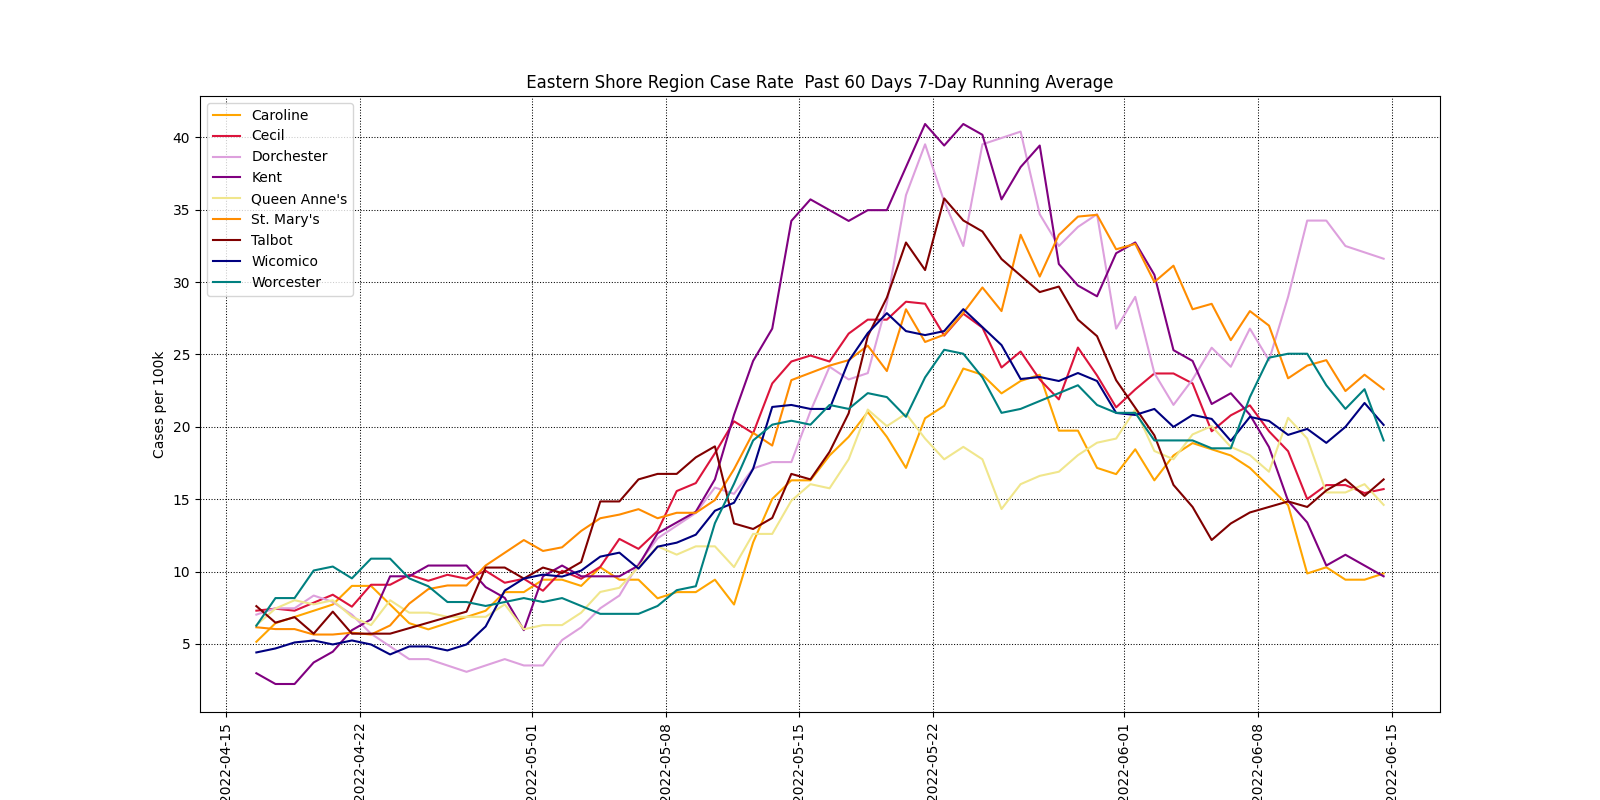 Eastern Shore Region Case Rate  Past 60 Days 7-Day Running Average
Caroline
Cecil
Dorchester
Kent
Queen Anne's
St. Mary's
Talbot
Wicomico
Worcester
Cases per 100k
40
35
30
25
20
15
10
5
2022-04-15
2022-04-22
2022-05-01
2022-05-08
2022-05-15
2022-05-22
2022-06-01
2022-06-08
2022-06-15